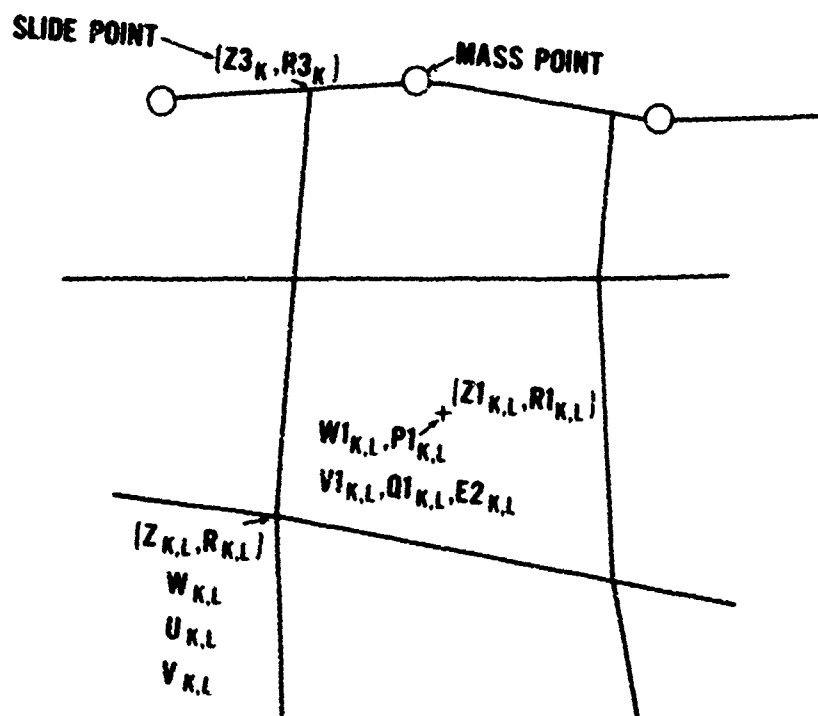 SLIDE POINT
(Z3K,R3K)
MASS POINT
(Z1K,L,R1K,L)
W1K,L,P1K,L
V1K,L,Q1K,L,E2K,L
(ZK,L,RK,L)
WK,L
UK,L
VK,L